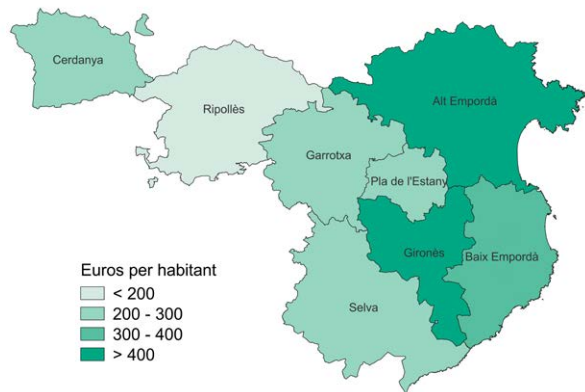 Cerdanya
Ripollès
Alt Empordà
Garrotxa
Pla de l'Estany
Gironès
Baix Empordà
Selva
Euros per habitant
< 200
200 - 300
300 - 400
> 400